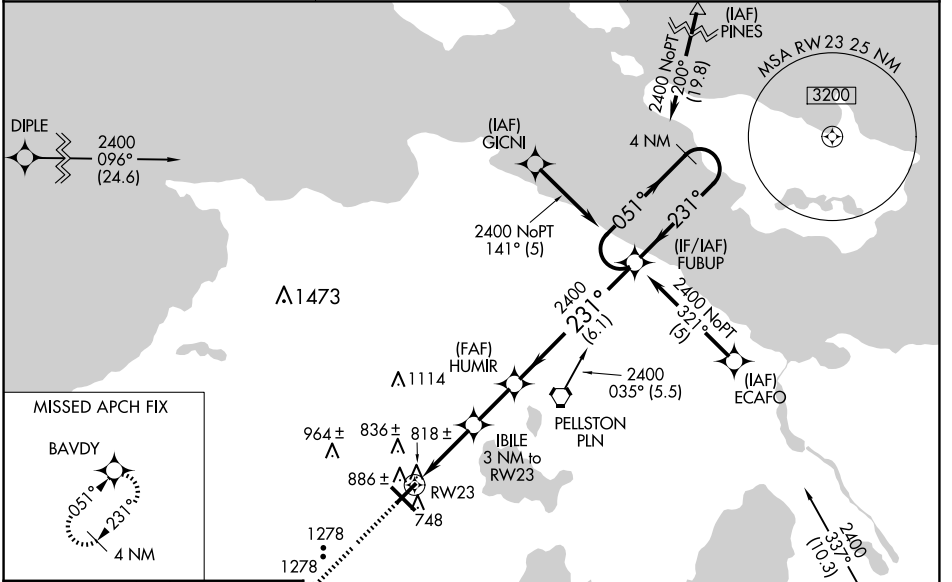 (IAF)
PINES
2400 NoPT
200°
(19.8)
MSA RW23 25 NM
3200
DIPLE
2400
096°
(24.6)
(IAF)
GICNI
4 NM
051°
231°
2400 NoPT
141° (5)
(IF/IAF)
FUBUP
1473
2400
231°
(6.1)
2400 NoPT
321°
(5)
(FAF)
HUMIR
1114
2400
035° (5.5)
(IAF)
ECAFO
MISSED APCH FIX
BAVDY
051°
231°
4 NM
PELLSTON
PLN
964 ±
836 ±
818 ±
IBILE
3 NM to
RW23
886 ±
RW23
748
1278
1278
2400
337°
(10.3)